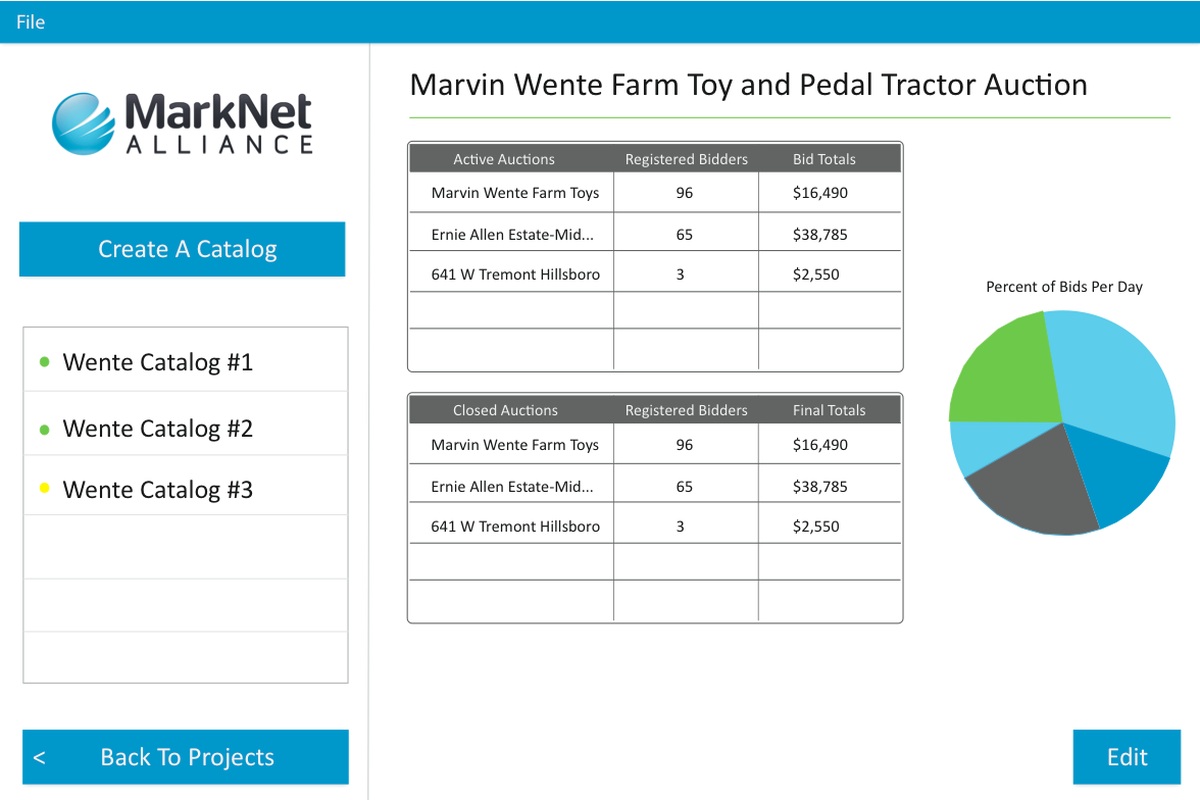 File
MarkNet
ALLIANCE
Create A Catalog
Wente Catalog #1
Wente Catalog #2
Wente Catalog #3
< Back To Projects
Marvin Wente Farm Toy and Pedal Tractor Auction
Active Auctions Registered Bidders Bid Totals
Marvin Wente Farm Toys 96 $16,490
Ernie Allen Estate-Mid... 65 $38,785
641 W Tremont Hillsboro 3 $2,550
Closed Auctions Registered Bidders Final Totals
Marvin Wente Farm Toys 96 $16,490
Ernie Allen Estate-Mid... 65 $38,785
641 W Tremont Hillsboro 3 $2,550
Percent of Bids Per Day
Edit